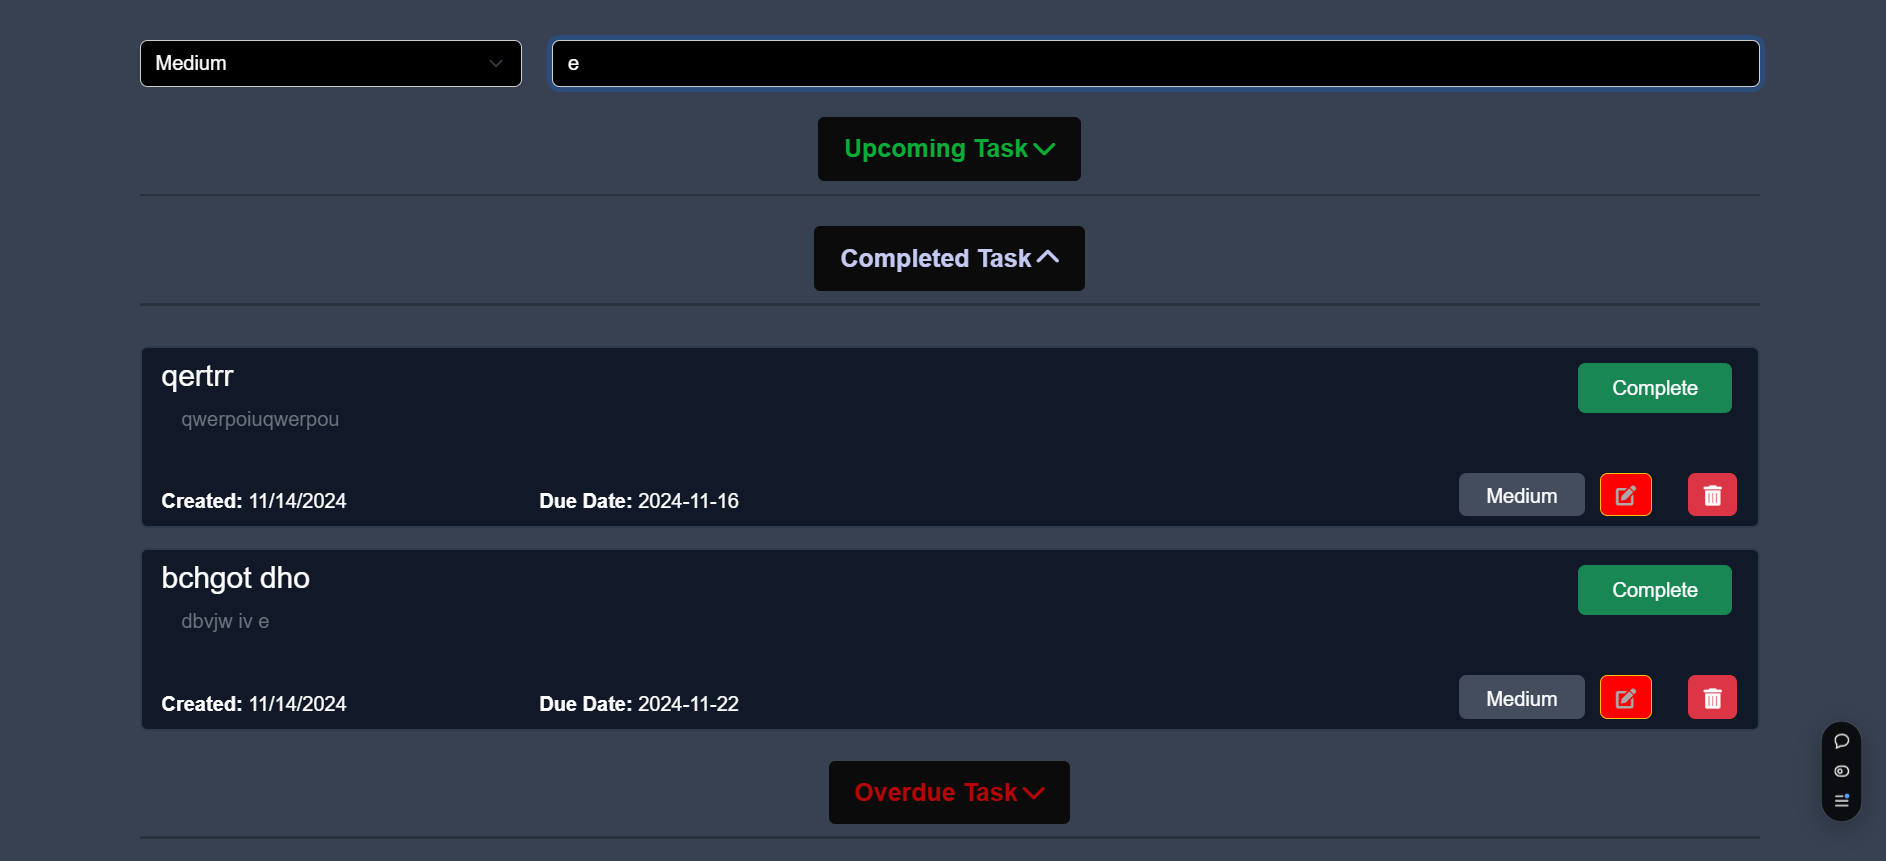 Medium
e
Upcoming Task
Completed Task
qertrr
Complete
qwerpoiuqwerpou
Created: 11/14/2024 Due Date: 2024-11-16 Medium
bchgot dho
Complete
dbvjw iv e
Created: 11/14/2024 Due Date: 2024-11-22 Medium
Overdue Task